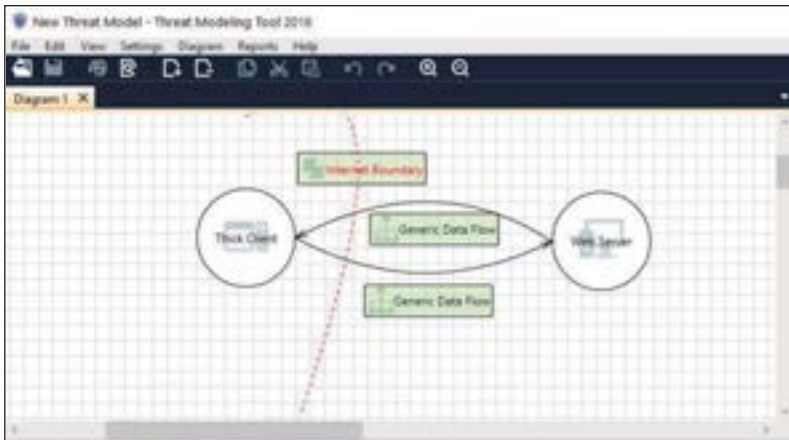 New Threat Model - Threat Modeling Tool 2016
File Edit View Settings Diagram Reports Help
Diagram 1 X
Internet Boundary
Generic Data Flow
Thick Client
Web Server
Generic Data Flow